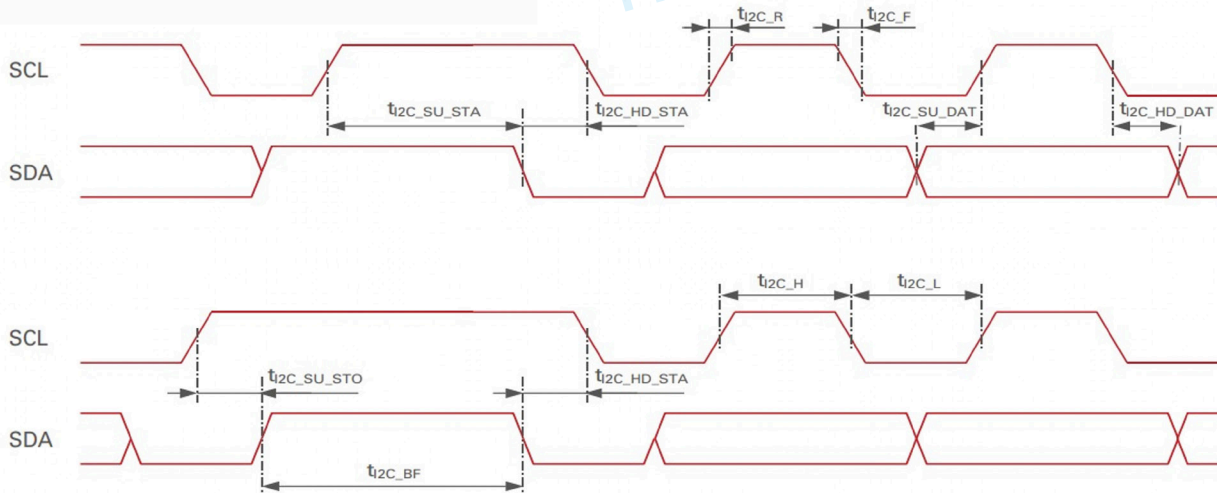 tI2C_R tI2C_F
SCL
tI2C_SU_STA tI2C_HD_STA tI2C_SU_DAT tI2C_HD_DAT
SDA
tI2C_H tI2C_L
SCL
tI2C_SU_STO tI2C_HD_STA
SDA
tI2C_BF